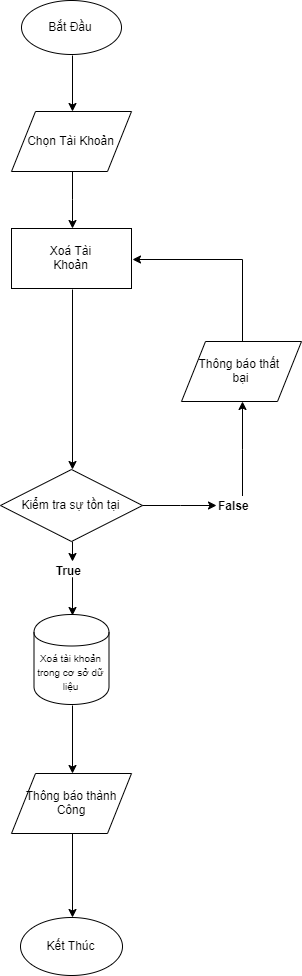 Bắt Đầu
Chọn Tài Khoản
Xoá Tài
Khoản
Thông báo thất
bại
Kiểm tra sự tồn tại
False
True
Xoá tài khoản
trong cơ sở dữ
liệu
Thông báo thành
Công
Kết Thúc